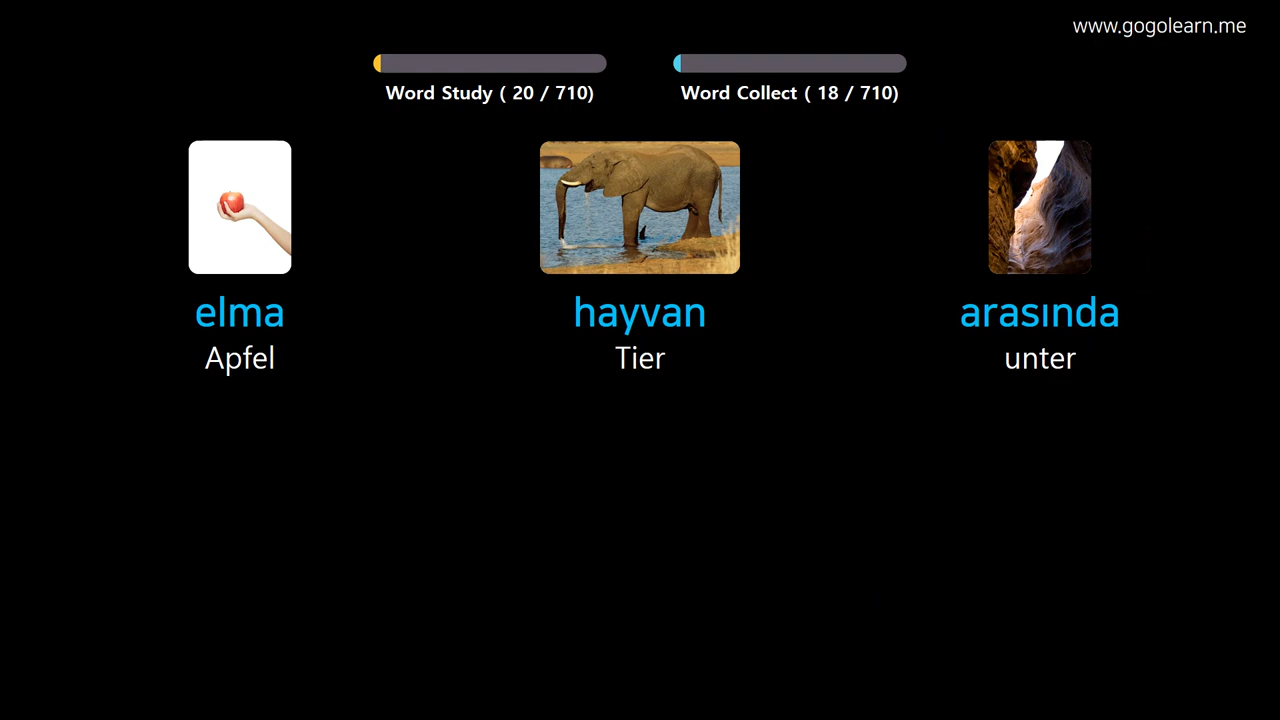 www.gogolearn.me
Word Study ( 20 / 710)
Word Collect ( 18 / 710)
elma
Apfel
hayvan
Tier
arasında
unter